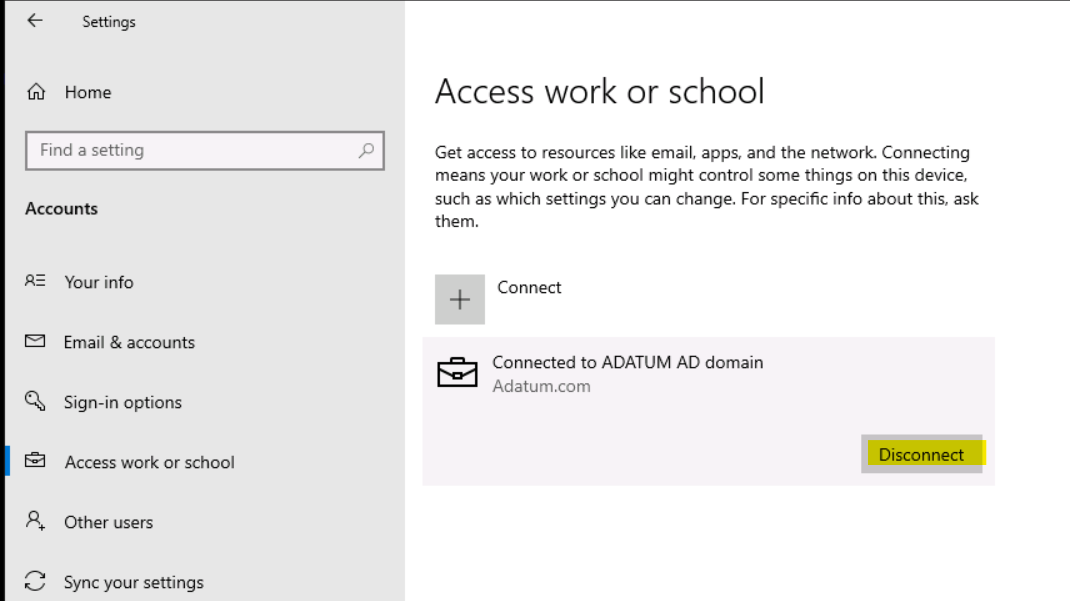 Settings
Home
Find a setting
Accounts
Your info
Email & accounts
Sign-in options
Access work or school
Other users
Sync your settings
Access work or school
Get access to resources like email, apps, and the network. Connecting
means your work or school might control some things on this device,
such as which settings you can change. For specific info about this, ask
them.
Connect
Connected to ADATUM AD domain
Adatum.com
Disconnect